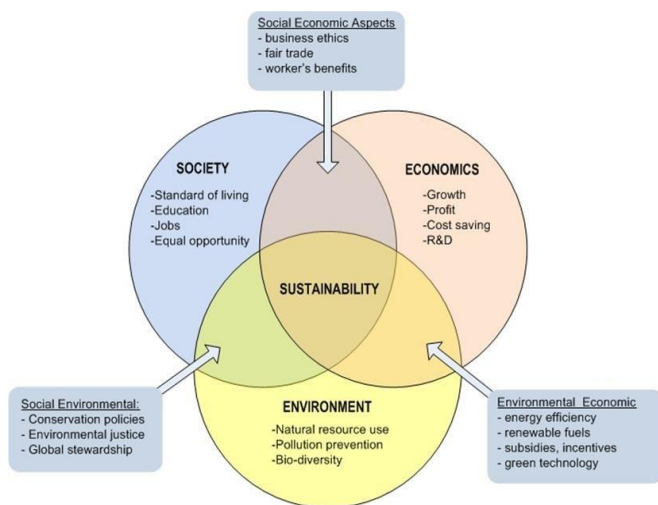 Social Economic Aspects
- business ethics
- fair trade
- worker's benefits
SOCIETY
-Standard of living
-Education
-Jobs
-Equal opportunity
ECONOMICS
-Growth
-Profit
-Cost saving
-R&D
SUSTAINABILITY
Social Environmental:
- Conservation policies
- Environmental justice
- Global stewardship
ENVIRONMENT
-Natural resource use
-Pollution prevention
-Bio-diversity
Environmental Economic
- energy efficiency
- renewable fuels
- subsidies, incentives
- green technology